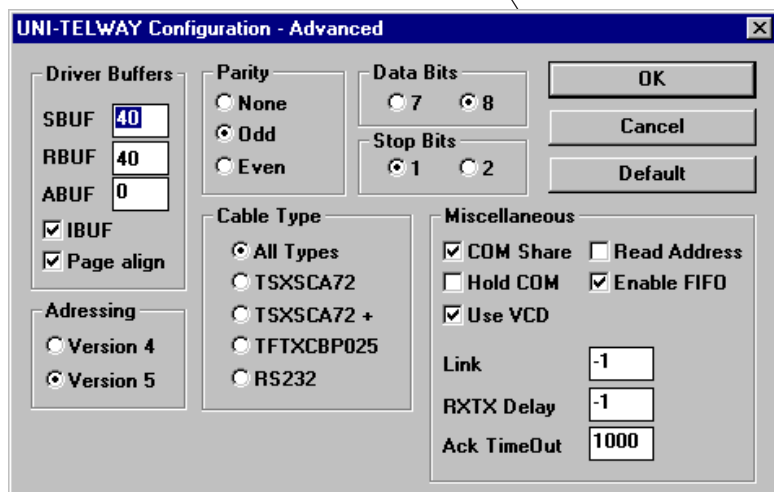 UNI-TELWAY Configuration - Advanced
Driver Buffers
SBUF 40
RBUF 40
ABUF 0
IBUF
Page align
Adressing
Version 4
Version 5
Parity
None
Odd
Even
Data Bits
7 8
Stop Bits
1 2
OK
Cancel
Default
Cable Type
All Types
TSXSCA72
TSXSCA72 +
TFTXCBP025
RS232
Miscellaneous
COM Share Read Address
Hold COM Enable FIFO
Use VCD
Link -1
RXTX Delay -1
Ack TimeOut 1000